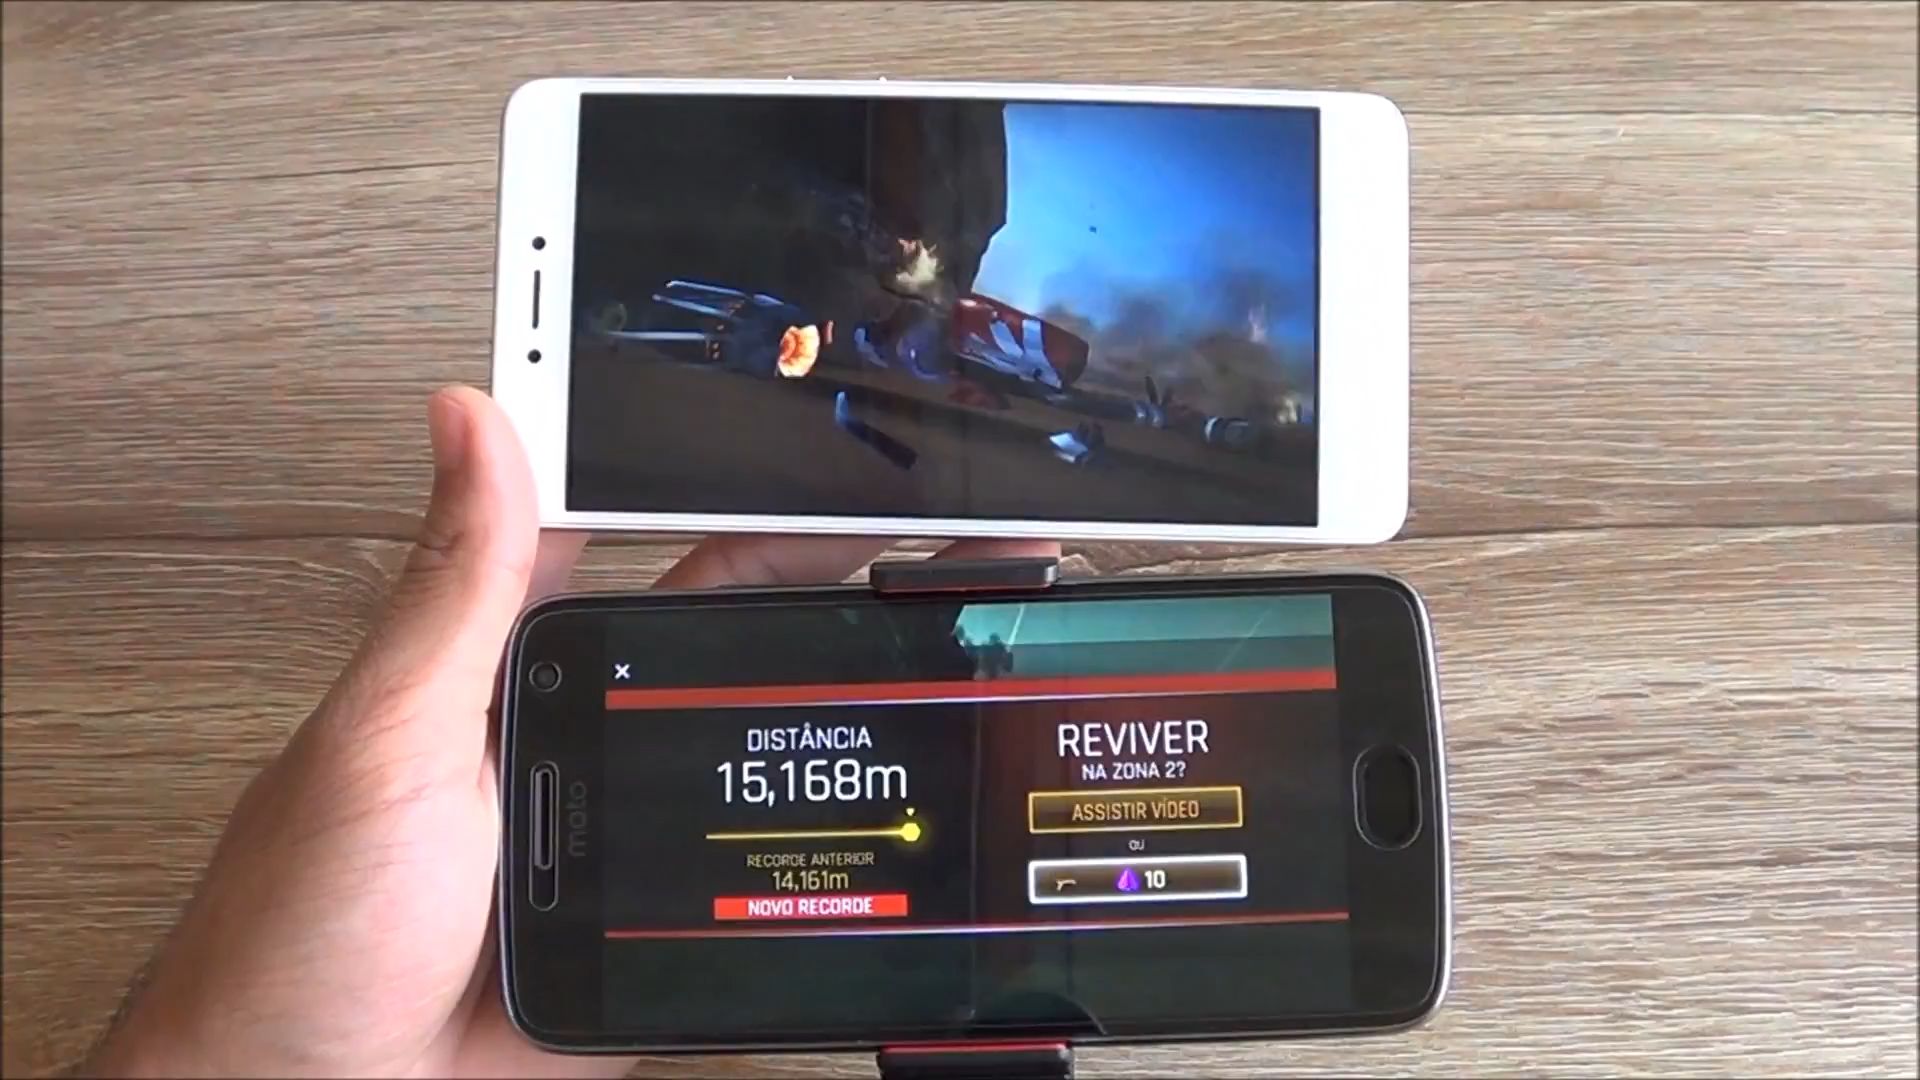 moto
X
DISTÂNCIA
15,168m
RECORDE ANTERIOR
14,161m
NOVO RECORDE
REVIVER
NA ZONA 2?
ASSISTIR VÍDEO
ou
10